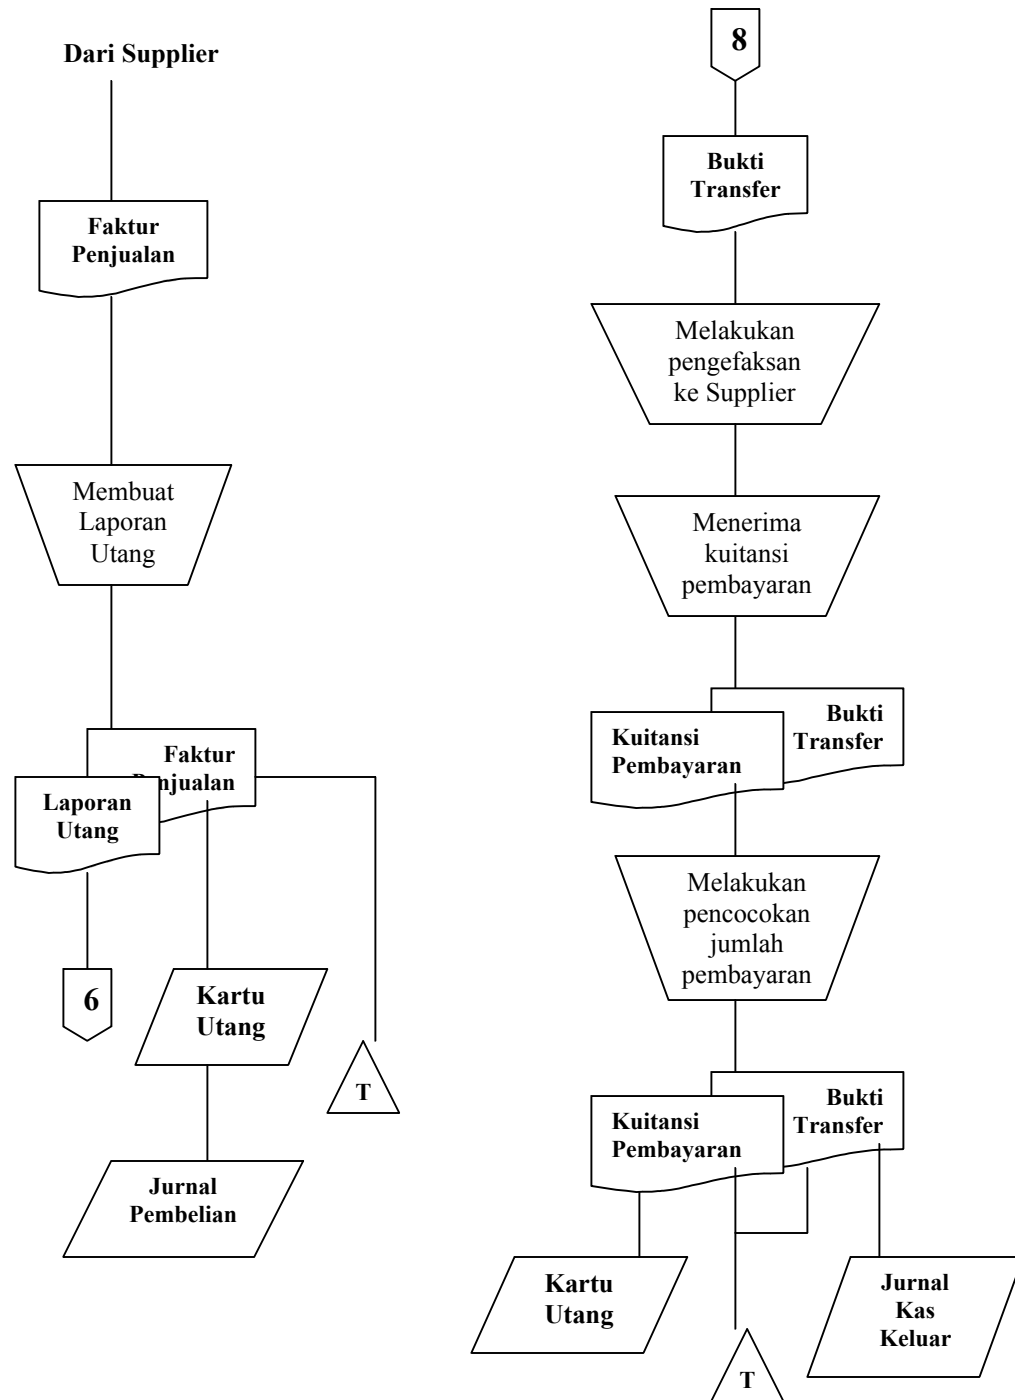 Dari Supplier
Faktur
Penjualan
Membuat
Laporan
Utang
Faktur
Penjualan
Laporan
Utang
6
Kartu
Utang
T
Jurnal
Pembelian
8
Bukti
Transfer
Melakukan
pengefaksan
ke Supplier
Menerima
kuitansi
pembayaran
Bukti
Transfer
Kuitansi
Pembayaran
Melakukan
pencocokan
jumlah
pembayaran
Bukti
Transfer
Kuitansi
Pembayaran
Kartu
Utang
T
Jurnal
Kas
Keluar